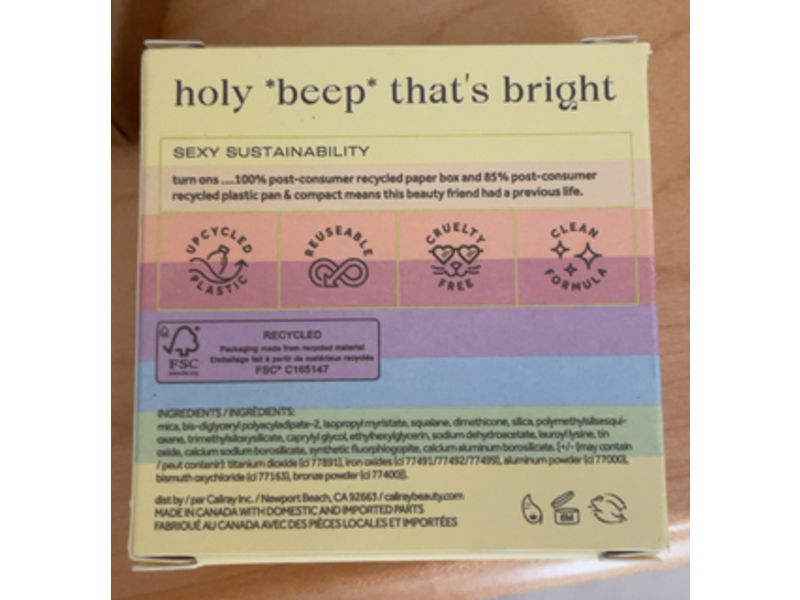 holy *beep* that's bright
SEXY SUSTAINABILITY
turn ons ....100% post-consumer recycled paper box and 85% post-consumer
recycled plastic pan & compact means this beauty friend had a previous life.
UPCYCLED PLASTIC
REUSEABLE
CRUELTY FREE
CLEAN FORMULA
FSC
www.fsc.org
RECYCLED
Packaging made from recycled material
Emballage fait à partir de matériaux recyclés
FSC® C165147
INGREDIENTS / INGRÉDIENTS:
mica, bis-diglyceryl polyacyladipate-2, isopropyl myristate, squalane, dimethicone, silica, polymethylsilsesqui-
oxane, trimethylsiloxysilicate, caprylyl glycol, ethylhexylglycerin, sodium dehydroacetate, lauroyl lysine, tin
oxide, calcium sodium borosilicate, synthetic fluorphlogopite, calcium aluminum borosilicate. [+/- (may contain
/ peut contenir): titanium dioxide (ci 77891), iron oxides (ci 77491/77492/77499), aluminum powder (ci 77000),
bismuth oxychloride (ci 77163), bronze powder (ci 77400)].
dist by / par Caliray Inc. / Newport Beach, CA 92663 / caliraybeauty.com
MADE IN CANADA WITH DOMESTIC AND IMPORTED PARTS
FABRIQUÉ AU CANADA AVEC DES PIÈCES LOCALES ET IMPORTÉES
6M